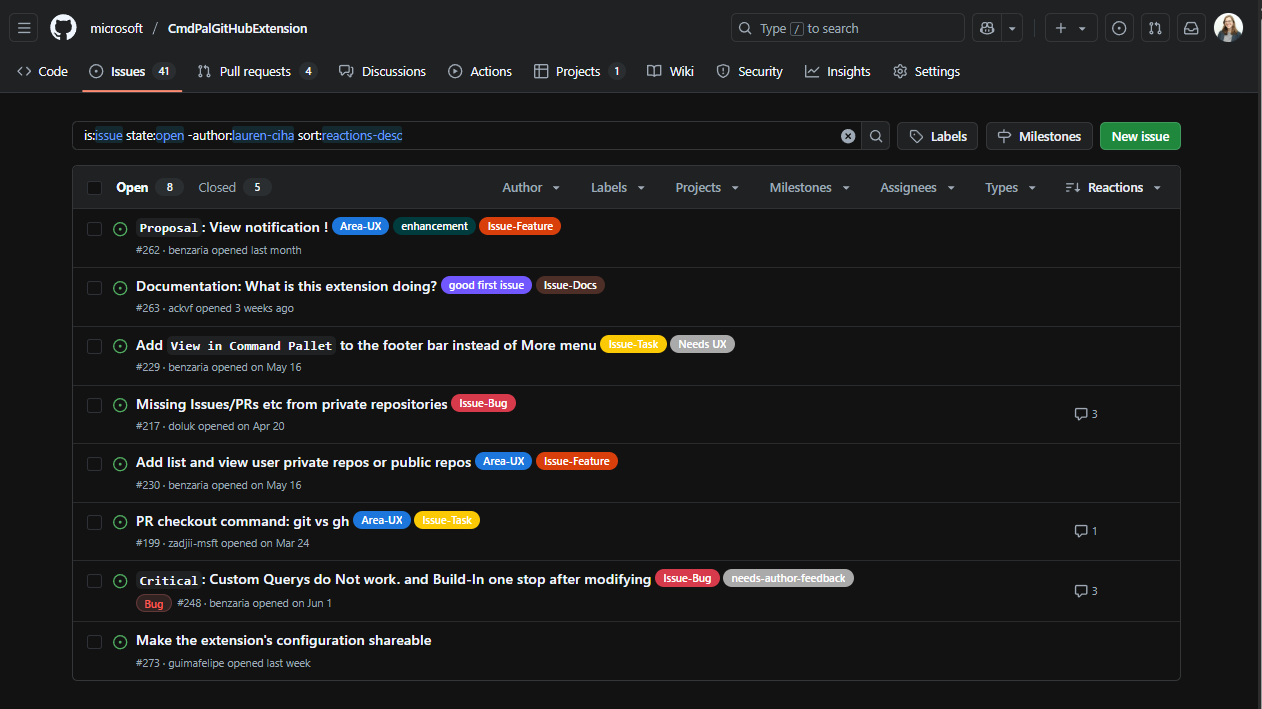 microsoft / CmdPalGitHubExtension Type / to search
Code Issues 41 Pull requests 4 Discussions Actions Projects 1 Wiki Security Insights Settings
is:issue state:open -author:lauren-ciha sort:reactions-desc Labels Milestones New issue
Open 8 Closed 5 Author Labels Projects Milestones Assignees Types Reactions
Proposal: View notification ! Area-UX enhancement Issue-Feature
#262 · benzaria opened last month
Documentation: What is this extension doing? good first issue Issue-Docs
#263 · ackvf opened 3 weeks ago
Add View in Command Pallet to the footer bar instead of More menu Issue-Task Needs UX
#229 · benzaria opened on May 16
Missing Issues/PRs etc from private repositories Issue-Bug
3
#217 · doluk opened on Apr 20
Add list and view user private repos or public repos Area-UX Issue-Feature
#230 · benzaria opened on May 16
PR checkout command: git vs gh Area-UX Issue-Task
1
#199 · zadjii-msft opened on Mar 24
Critical: Custom Querys do Not work. and Build-In one stop after modifying Issue-Bug needs-author-feedback
3
Bug #248 · benzaria opened on Jun 1
Make the extension's configuration shareable
#273 · guimafelipe opened last week